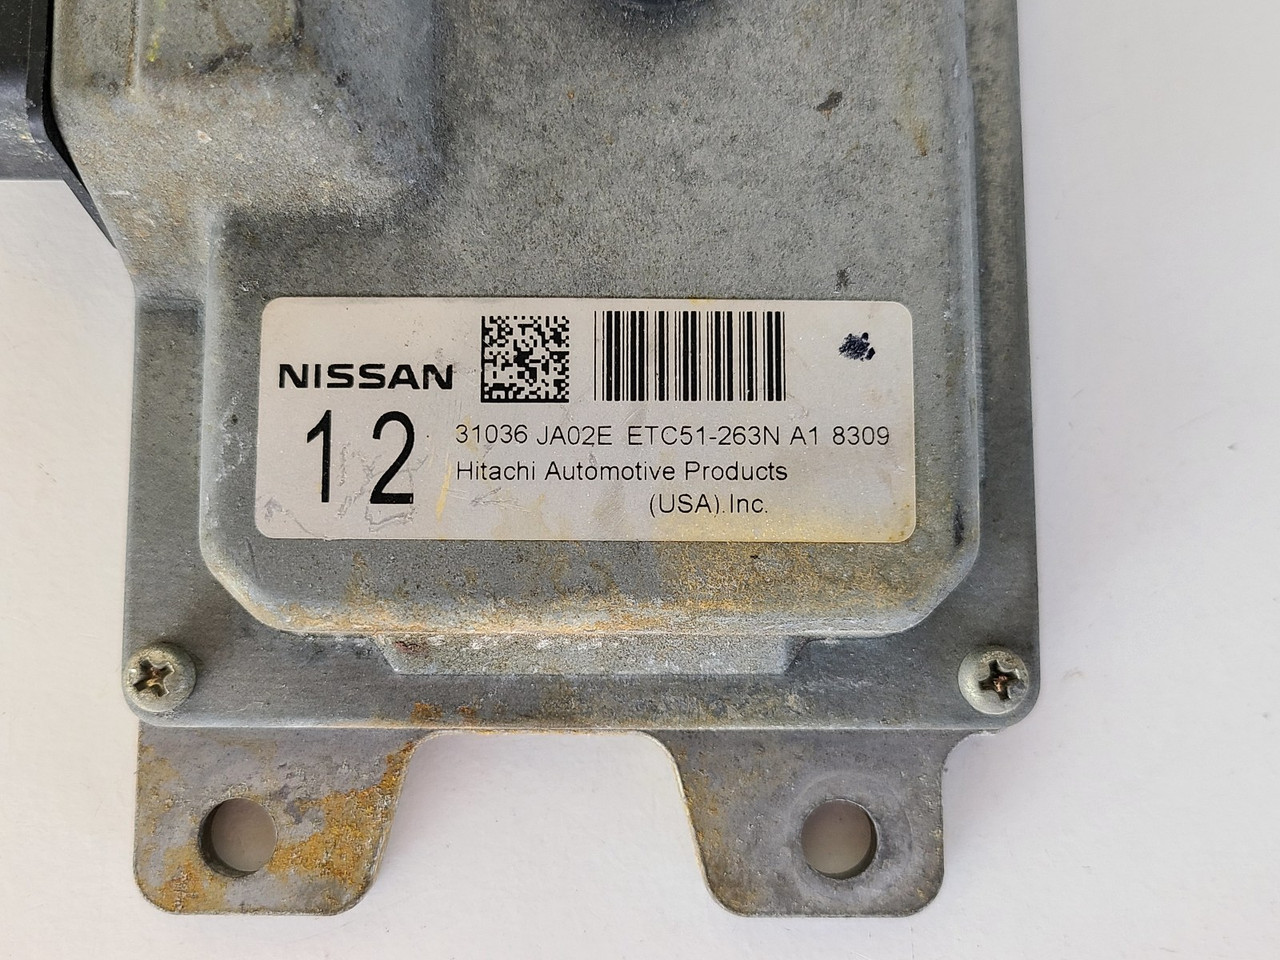 NISSAN
12
31036 JA02E ETC51-263N A1 8309
Hitachi Automotive Products
(USA).Inc.